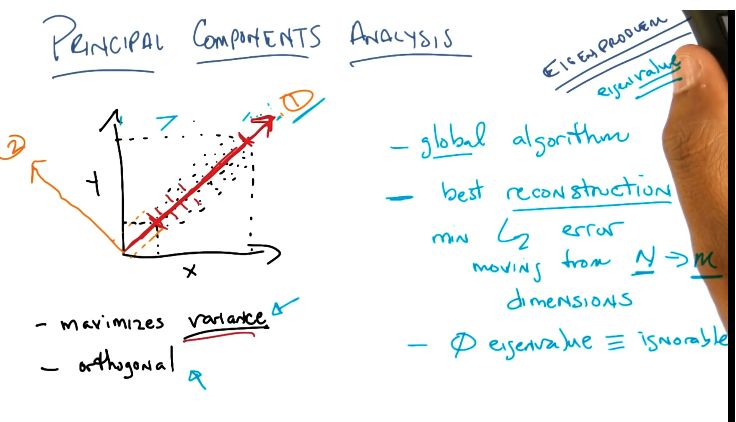 PRINCIPAL COMPONENTS ANALYSIS
EIGENPROBLEM
eigenvalue
1
2
Y
X
- maximizes variance
- orthogonal
- global algorithm
- best reconstruction
min error
moving from N → M
dimensions
- Ø eigenvalue ≡ ignorable